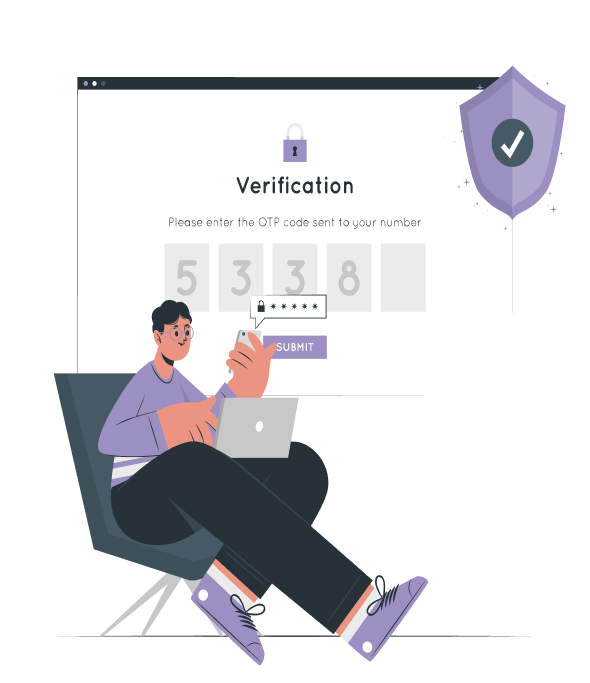 Verification
Please enter the OTP code sent to your number
5 3 3 8
* * * * *
SUBMIT